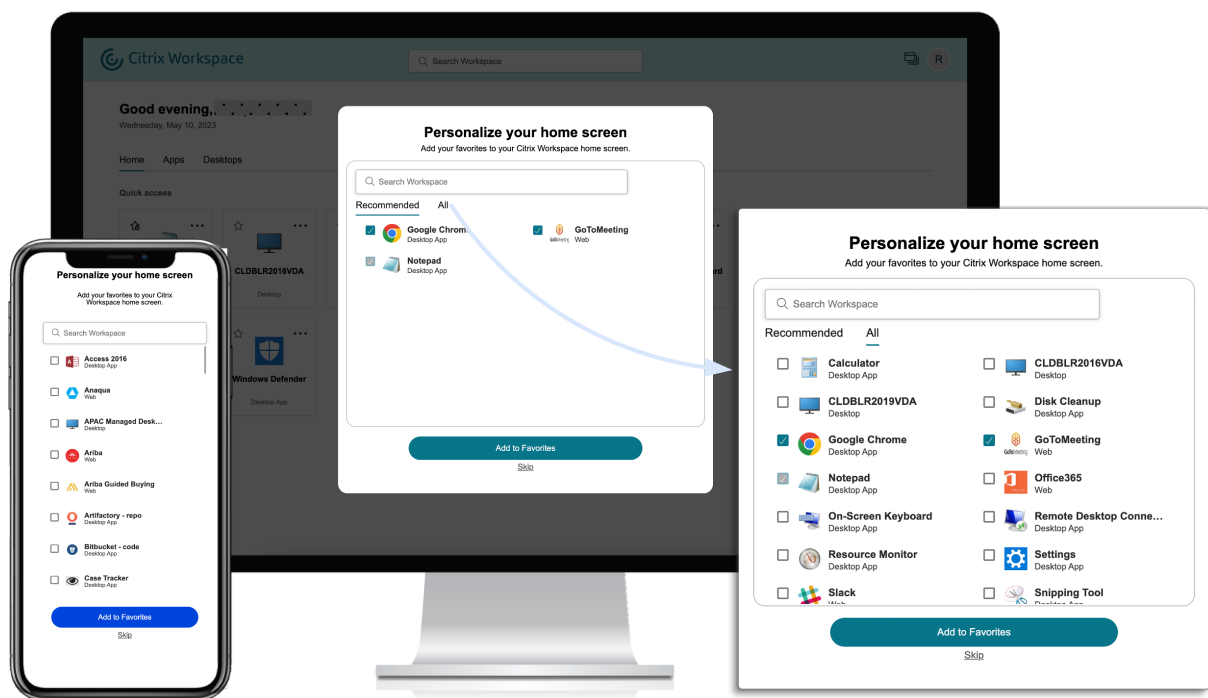 Citrix Workspace
Search Workspace
R
Good evening,
Wednesday, May 10, 2023
Home Apps Desktops
Quick access
CLDBLR2016VDA
Desktop
Windows Defender
Desktop App
Personalize your home screen
Add your favorites to your Citrix Workspace home screen.
Search Workspace
Recommended All
Google Chrom
Desktop App
GoToMeeting
Web
Notepad
Desktop App
Add to Favorites
Skip
Personalize your home screen
Add your favorites to your Citrix
Workspace home screen.
Search Workspace
Access 2016
Desktop App
Anaqua
Web
APAC Managed Desk...
Desktop
Ariba
Web
Ariba Guided Buying
Web
Artifactory - repo
Desktop App
Bitbucket - code
Desktop App
Case Tracker
Desktop App
Add to Favorites
Skip
Personalize your home screen
Add your favorites to your Citrix Workspace home screen.
Search Workspace
Recommended All
Calculator
Desktop App
CLDBLR2016VDA
Desktop
CLDBLR2019VDA
Desktop
Disk Cleanup
Desktop App
Google Chrome
Desktop App
GoToMeeting
Web
Notepad
Desktop App
Office365
Web
On-Screen Keyboard
Desktop App
Remote Desktop Conne...
Desktop App
Resource Monitor
Desktop App
Settings
Desktop App
Slack
Web
Snipping Tool
Desktop App
Add to Favorites
Skip